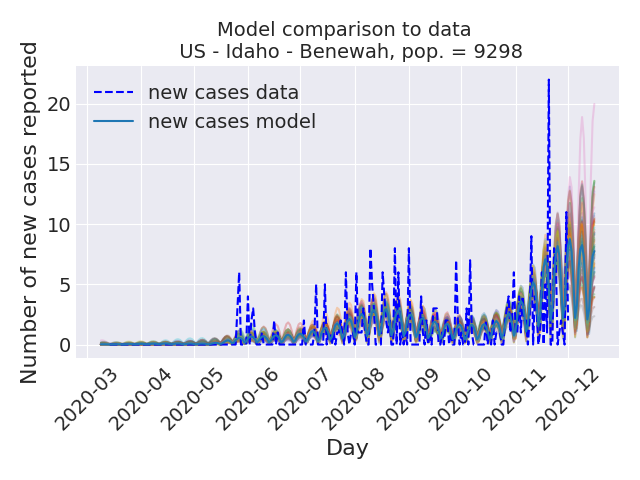 Model comparison to data
US - Idaho - Benewah, pop. = 9298
Number of new cases reported
20
15
10
5
0
new cases data
new cases model
2020-03
2020-04
2020-05
2020-06
2020-07
2020-08
2020-09
2020-10
2020-11
2020-12
Day